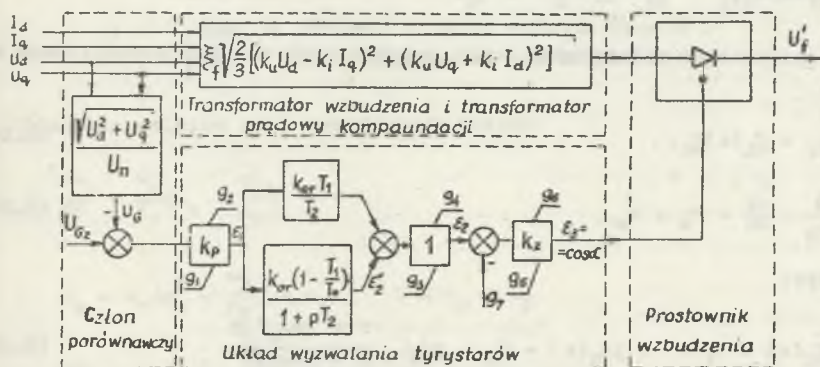 I_d
I_q
U_d
U_q
ξ_f √(2/3 [(k_u U_d - k_i I_q)² + (k_u U_q + k_i I_d)²])
U'_f
Transformator wzbudzenia i transformator
prądowy kompaundacji
√(U_d² + U_q²)
U_n
- U_G
U_Gz
g_2
k_p
g_1
ε_1
k_or T_1
T_2
k_or (1 - T_1/T_2)
1 + pT_2
ε_2''
g_4
1
g_3
ε_2
-
g_7
g_6
k_z
g_5
ε_3 =
=cosα
Człon
porównawczy
Układ wyzwalania tyrystorów
Prostownik
wzbudzenia